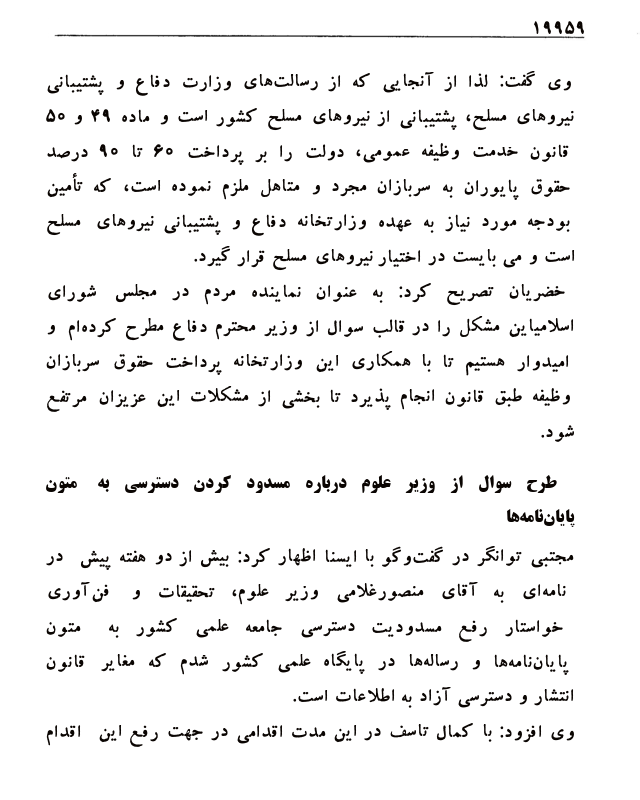 ۱۹۹۵۹
وی گفت: لذا از آنجایی که از رسالت‌های وزارت دفاع و پشتیبانی
نیروهای مسلح، پشتیبانی از نیروهای مسلح کشور است و ماده ۴۹ و ۵۰
قانون خدمت وظیفه عمومی، دولت را بر پرداخت ۶۰ تا ۹۰ درصد
حقوق پایوران به سربازان مجرد و متاهل ملزم نموده است، که تأمین
بودجه مورد نیاز به عهده وزارتخانه دفاع و پشتیبانی نیروهای مسلح
است و می بایست در اختیار نیروهای مسلح قرار گیرد.
خضریان تصریح کرد: به عنوان نماینده مردم در مجلس شورای
اسلامیاین مشکل را در قالب سوال از وزیر محترم دفاع مطرح کرده‌ام و
امیدوار هستیم تا با همکاری این وزارتخانه پرداخت حقوق سربازان
وظیفه طبق قانون انجام پذیرد تا بخشی از مشکلات این عزیزان مرتفع
شود.
طرح سوال از وزیر علوم درباره مسدود کردن دسترسی به متون
پایان‌نامه‌ها
مجتبی توانگر در گفت‌وگو با ایسنا اظهار کرد: بیش از دو هفته پیش در
نامه‌ای به آقای منصورغلامی وزیر علوم، تحقیقات و فن‌آوری
خواستار رفع مسدودیت دسترسی جامعه علمی کشور به متون
پایان‌نامه‌ها و رساله‌ها در پایگاه علمی کشور شدم که مغایر قانون
انتشار و دسترسی آزاد به اطلاعات است.
وی افزود: با کمال تاسف در این مدت اقدامی در جهت رفع این اقدام